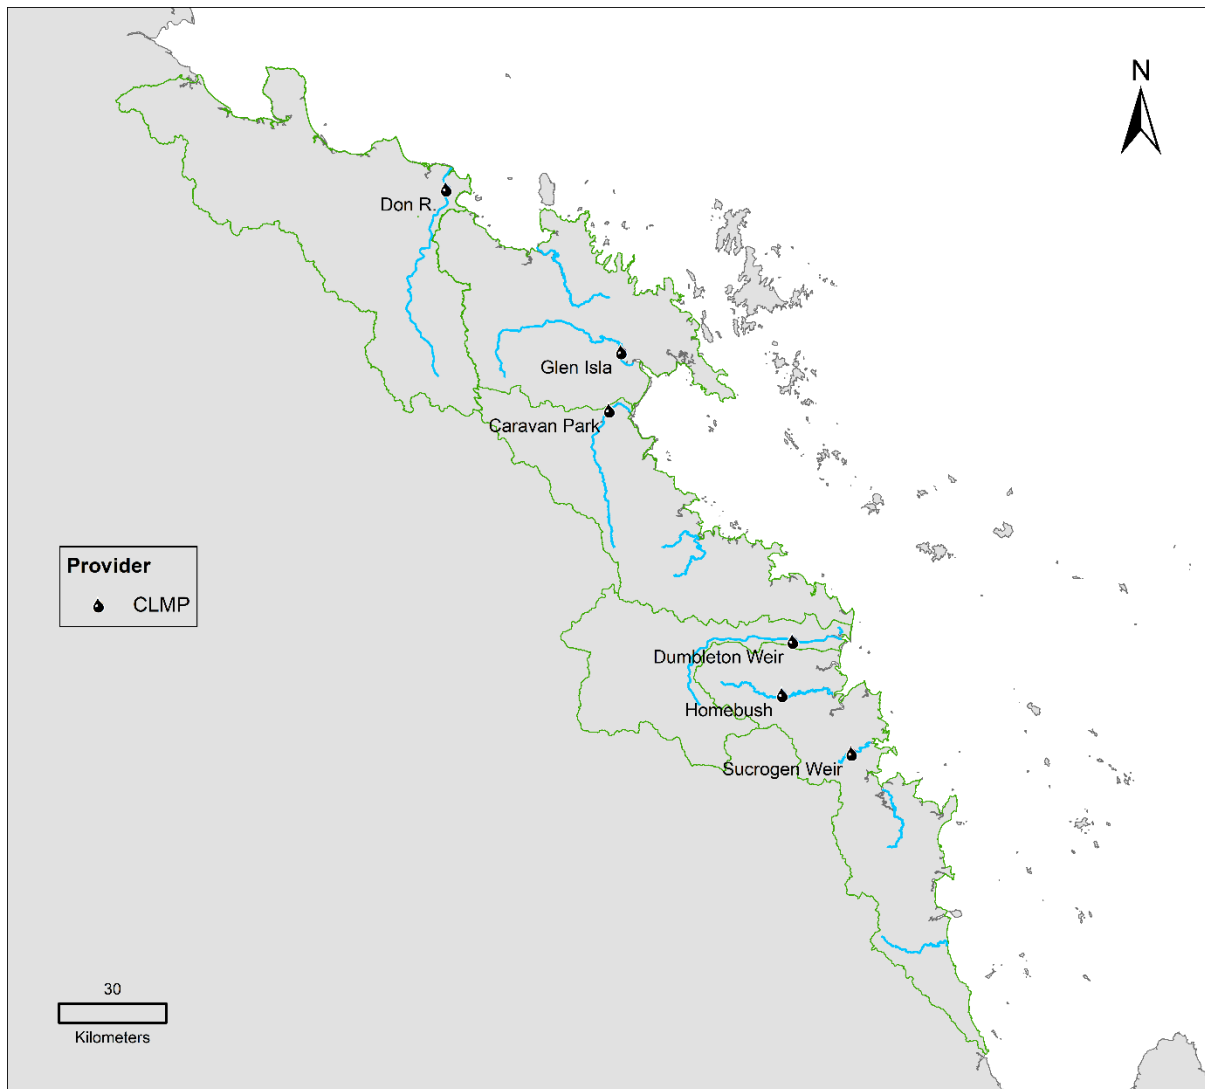 N
Don R.
Glen Isla
Caravan Park
Provider
CLMP
Dumbleton Weir
Homebush
Sucrogen Weir
30
Kilometers